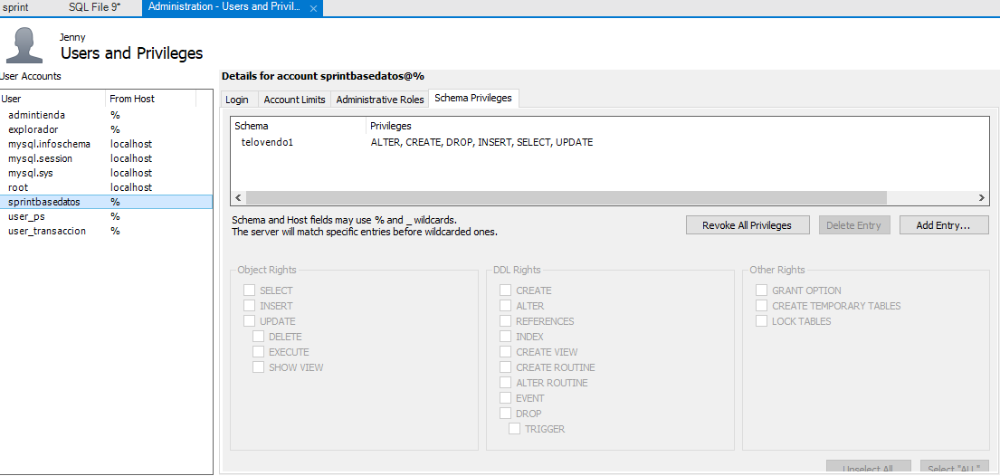 sprint SQL File 9* Administration - Users and Privil...
Jenny
Users and Privileges
User Accounts
User From Host
admintienda %
explorador %
mysql.infoschema localhost
mysql.session localhost
mysql.sys localhost
root localhost
sprintbasedatos %
user_ps %
user_transaccion %
Details for account sprintbasedatos@%
Login Account Limits Administrative Roles Schema Privileges
Schema Privileges
telovendo1 ALTER, CREATE, DROP, INSERT, SELECT, UPDATE
Schema and Host fields may use % and _ wildcards.
The server will match specific entries before wildcarded ones.
Revoke All Privileges Delete Entry Add Entry...
Object Rights
SELECT
INSERT
UPDATE
DELETE
EXECUTE
SHOW VIEW
DDL Rights
CREATE
ALTER
REFERENCES
INDEX
CREATE VIEW
CREATE ROUTINE
ALTER ROUTINE
EVENT
DROP
TRIGGER
Other Rights
GRANT OPTION
CREATE TEMPORARY TABLES
LOCK TABLES
Unselect All Select "ALL"